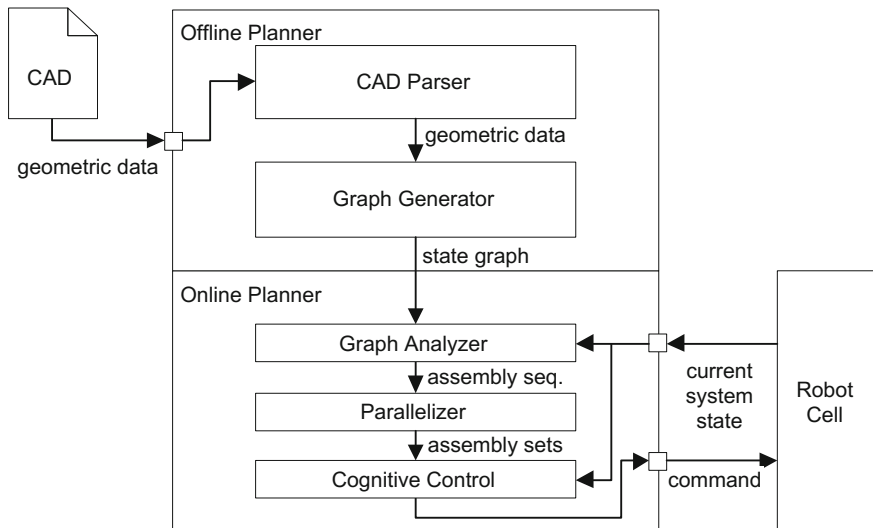 Offline Planner
CAD
CAD Parser
geometric data
geometric data
Graph Generator
state graph
Online Planner
Graph Analyzer
assembly seq.
current
system
state
Robot
Cell
Parallelizer
assembly sets
Cognitive Control
command